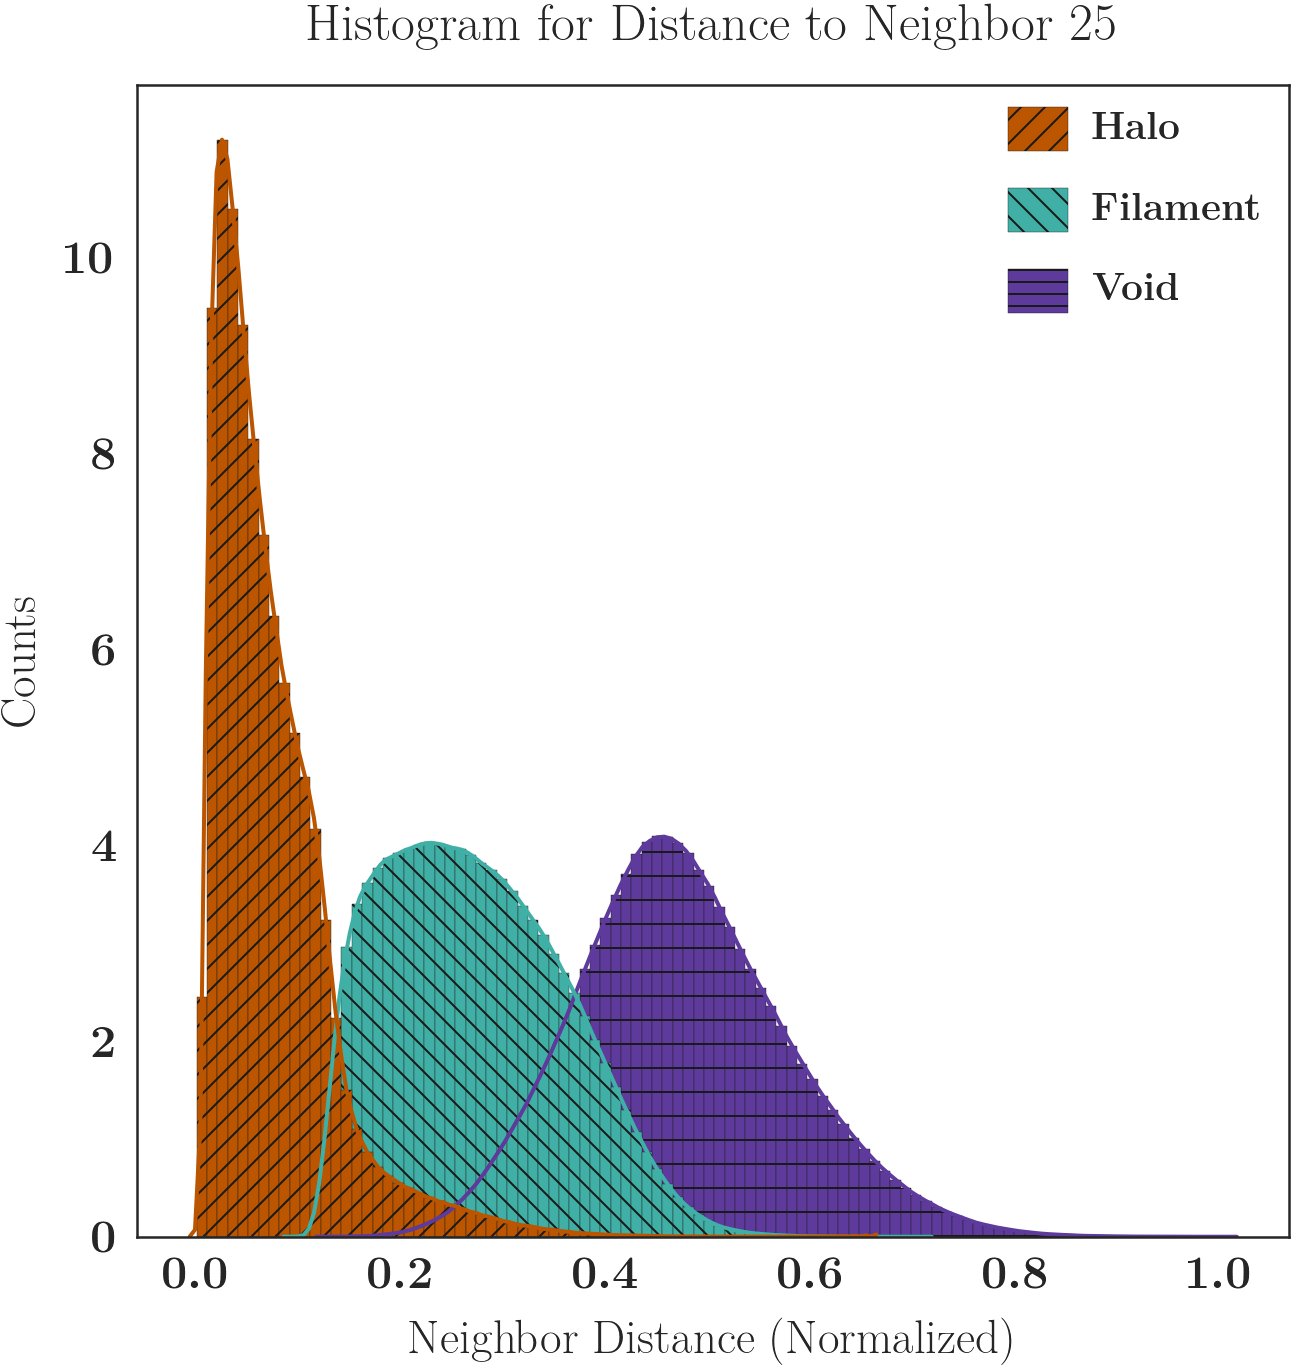 Histogram for Distance to Neighbor 25
Halo
Filament
Void
Counts
10
8
6
4
2
0
0.0 0.2 0.4 0.6 0.8 1.0
Neighbor Distance (Normalized)